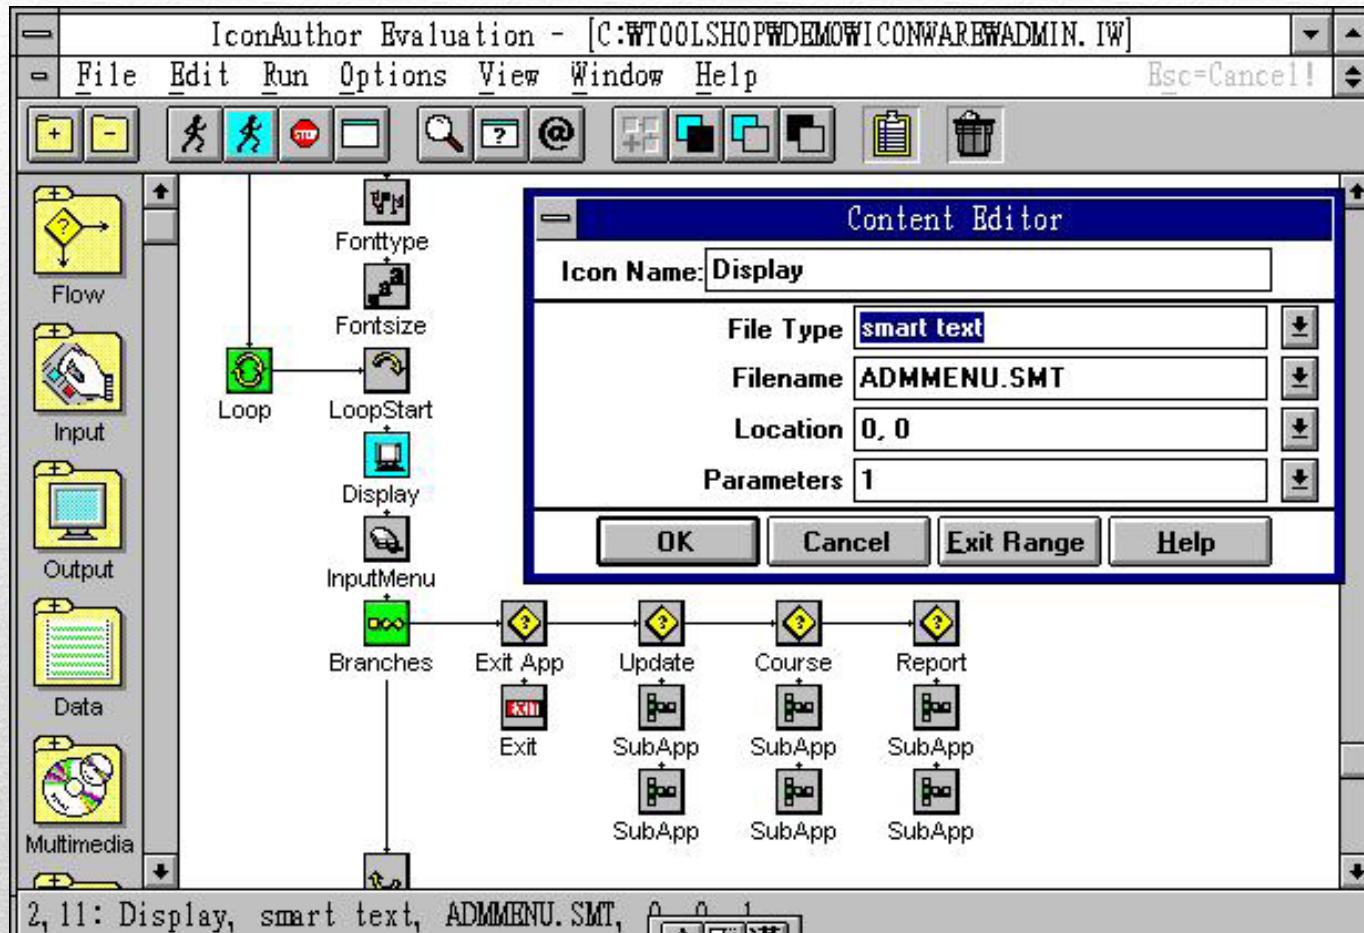 IconAuthor Evaluation - [C:₩TOOLSHOP₩DEMO₩ICONWARE₩ADMIN.IW]
File Edit Run Options View Window Help Esc=Cancel!
STOP
Flow
Input
Output
Data
Multimedia
Fonttype
Fontsize
Loop
LoopStart
Display
InputMenu
Branches
Exit App
Update
Course
Report
EXIT
Exit
SubApp
SubApp
SubApp
SubApp
SubApp
SubApp
Content Editor
Icon Name: Display
File Type smart text
Filename ADMMENU.SMT
Location 0, 0
Parameters 1
OK Cancel Exit Range Help
2,11: Display, smart text, ADMMENU.SMT,